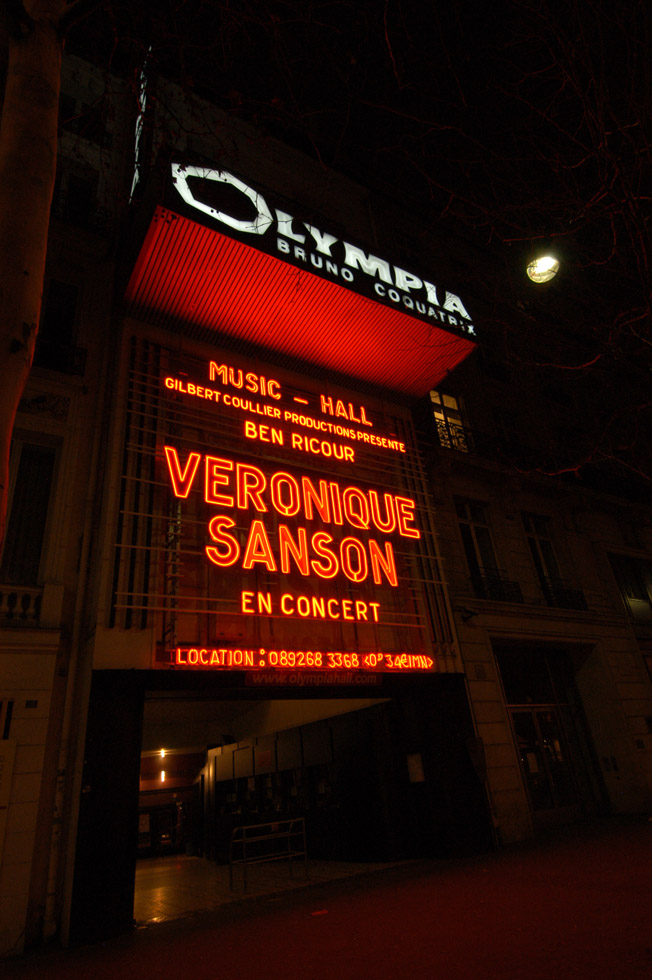 OLYMPIA
BRUNO COQUATRIX
MUSIC - HALL
GILBERT COULLIER PRODUCTIONS PRESENTE
BEN RICOUR
VERONIQUE
SANSON
EN CONCERT
LOCATION : 089268 3368 <0,34€/MN>
www.olympiahall.com